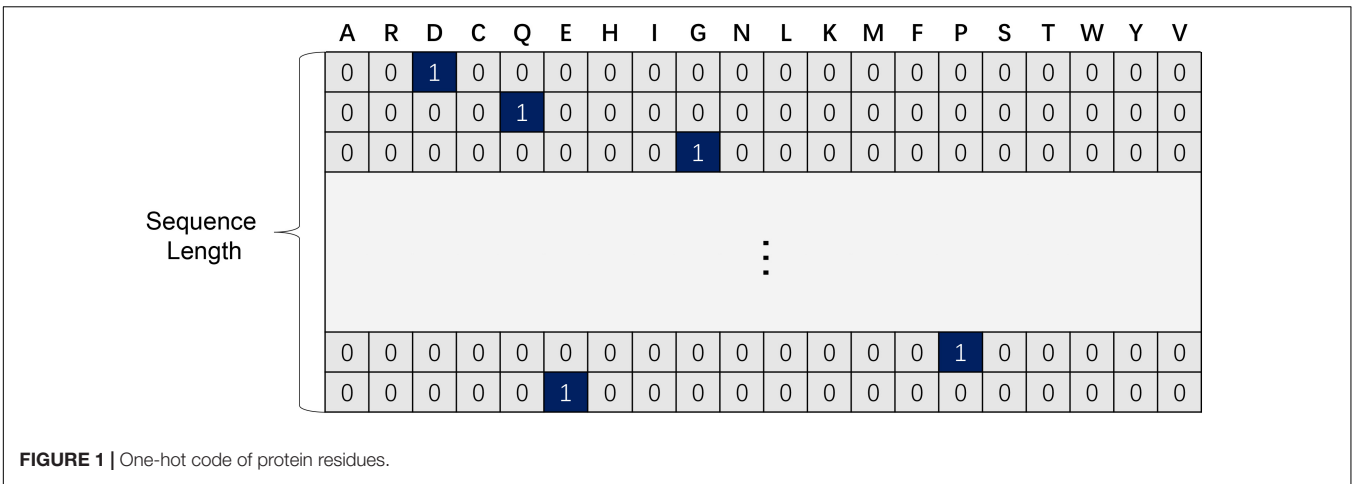 A R D C Q E H I G N L K M F P S T W Y V
0 0 1 0 0 0 0 0 0 0 0 0 0 0 0 0 0 0 0 0
0 0 0 0 1 0 0 0 0 0 0 0 0 0 0 0 0 0 0 0
0 0 0 0 0 0 0 0 1 0 0 0 0 0 0 0 0 0 0 0
Sequence
Length
⋮
0 0 0 0 0 0 0 0 0 0 0 0 0 0 1 0 0 0 0 0
0 0 0 0 0 1 0 0 0 0 0 0 0 0 0 0 0 0 0 0
FIGURE 1 | One-hot code of protein residues.